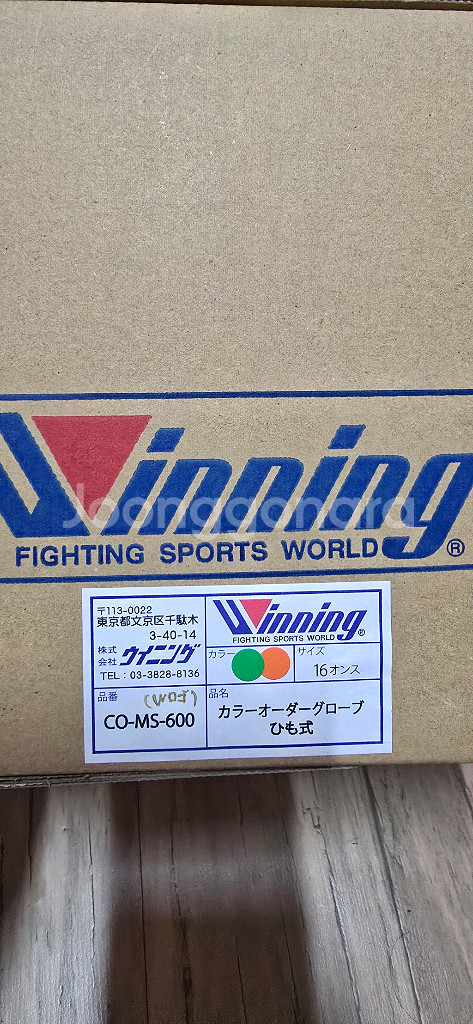 Winning
FIGHTING SPORTS WORLD ®
Joonggonara
〒113-0022
東京都文京区千駄木
3-40-14
株式会社 ウイニング
TEL : 03-3828-8136
Winning ®
FIGHTING SPORTS WORLD
カラー
サイズ
16オンス
品番
(Wロゴ)
CO-MS-600
品名
カラーオーダーグローブ
ひも式